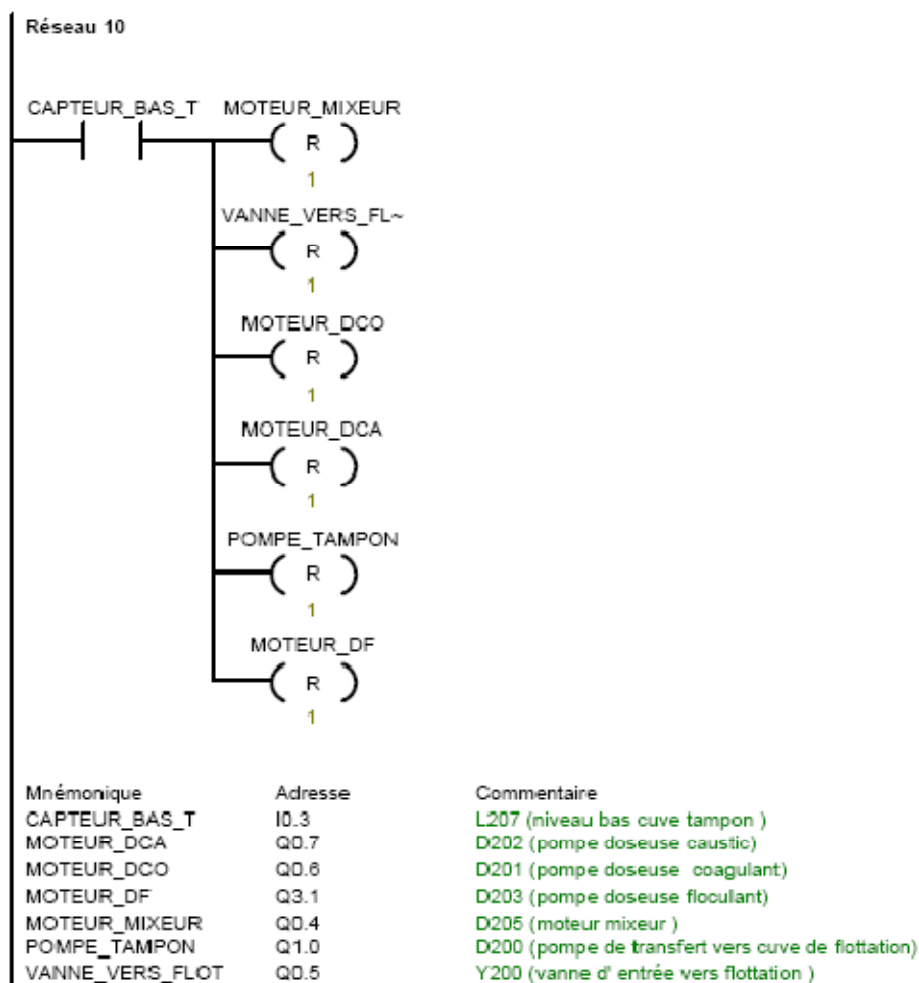 Réseau 10
CAPTEUR_BAS_T MOTEUR_MIXEUR
R
1
VANNE_VERS_FL~
R
1
MOTEUR_DCO
R
1
MOTEUR_DCA
R
1
POMPE_TAMPON
R
1
MOTEUR_DF
R
1
Mnémonique Adresse Commentaire
CAPTEUR_BAS_T I0.3 L207 (niveau bas cuve tampon )
MOTEUR_DCA Q0.7 D202 (pompe doseuse caustic)
MOTEUR_DCO Q0.6 D201 (pompe doseuse coagulant)
MOTEUR_DF Q3.1 D203 (pompe doseuse floculant)
MOTEUR_MIXEUR Q0.4 D205 (moteur mixeur )
POMPE_TAMPON Q1.0 D200 (pompe de transfert vers cuve de flottation)
VANNE_VERS_FLOT Q0.5 Y200 (vanne d' entrée vers flottation )